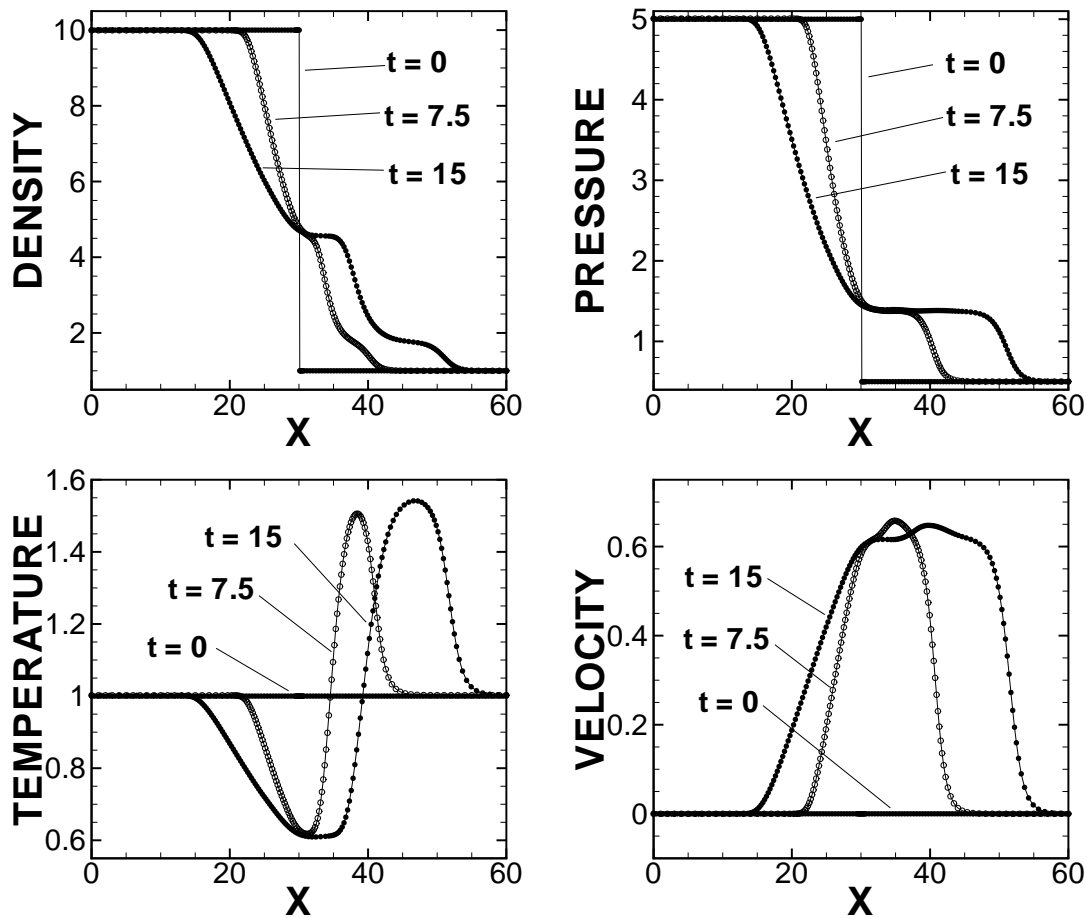 DENSITY
10
8
6
4
2
0
20
40
60
X
t = 0
t = 7.5
t = 15
PRESSURE
5
4
3
2
1
0
20
40
60
X
t = 0
t = 7.5
t = 15
TEMPERATURE
1.6
1.4
1.2
1
0.8
0.6
0
20
40
60
X
t = 15
t = 7.5
t = 0
VELOCITY
0.6
0.4
0.2
0
0
20
40
60
X
t = 15
t = 7.5
t = 0